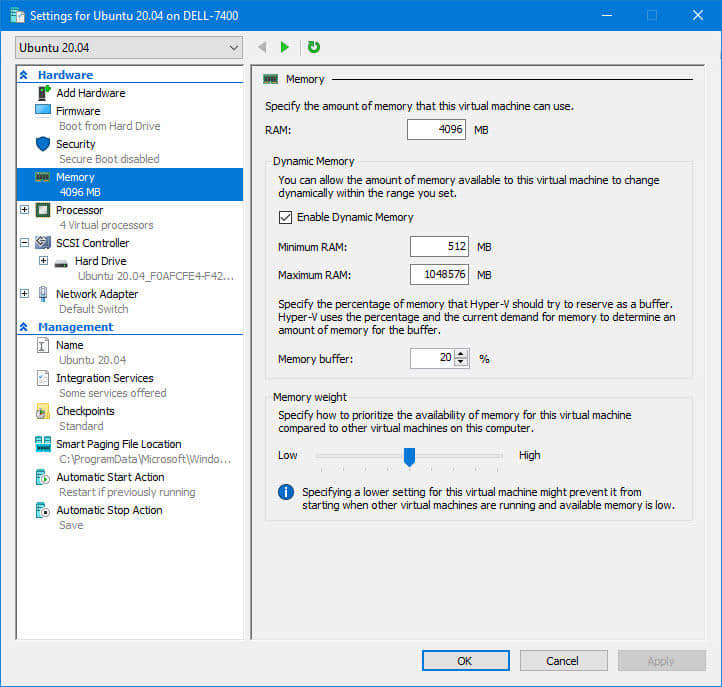 Settings for Ubuntu 20.04 on DELL-7400
Ubuntu 20.04
Hardware
Add Hardware
Firmware
Boot from Hard Drive
Security
Secure Boot disabled
Memory
4096 MB
Processor
4 Virtual processors
SCSI Controller
Hard Drive
Ubuntu 20.04_F0AFCFE4-F42...
Network Adapter
Default Switch
Management
Name
Ubuntu 20.04
Integration Services
Some services offered
Checkpoints
Standard
Smart Paging File Location
C:\ProgramData\Microsoft\Windo...
Automatic Start Action
Restart if previously running
Automatic Stop Action
Save
Memory
Specify the amount of memory that this virtual machine can use.
RAM: 4096 MB
Dynamic Memory
You can allow the amount of memory available to this virtual machine to change
dynamically within the range you set.
Enable Dynamic Memory
Minimum RAM: 512 MB
Maximum RAM: 1048576 MB
Specify the percentage of memory that Hyper-V should try to reserve as a buffer.
Hyper-V uses the percentage and the current demand for memory to determine an
amount of memory for the buffer.
Memory buffer: 20 %
Memory weight
Specify how to prioritize the availability of memory for this virtual machine
compared to other virtual machines on this computer.
Low High
Specifying a lower setting for this virtual machine might prevent it from
starting when other virtual machines are running and available memory is low.
OK Cancel Apply